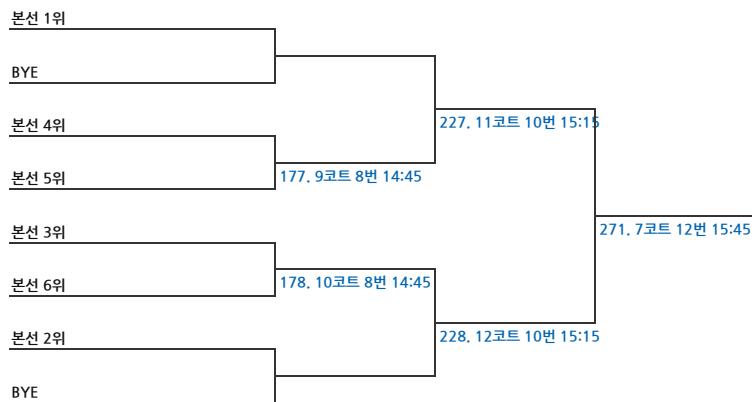 본선 1위
BYE
227. 11코트 10번 15:15
본선 4위
본선 5위
177. 9코트 8번 14:45
271. 7코트 12번 15:45
본선 3위
본선 6위
178. 10코트 8번 14:45
228. 12코트 10번 15:15
본선 2위
BYE